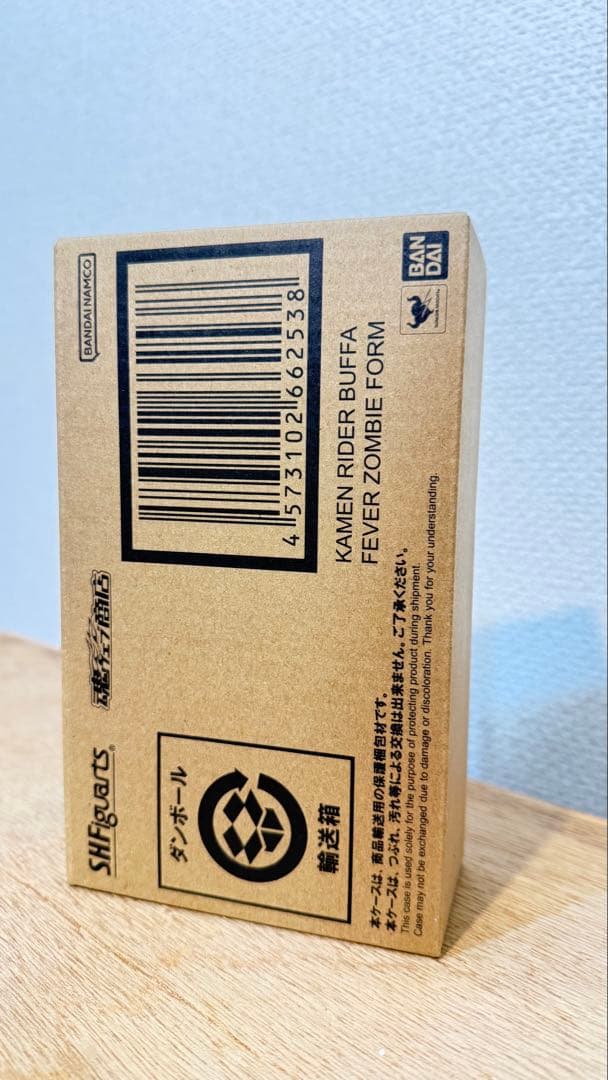 S.H.Figuarts®
魂ウェブ商店
BANDAI NAMCO
4 573102 662538
ダンボール
輸送箱
BAN
DAI
KAMEN RIDER BUFFA
FEVER ZOMBIE FORM
本ケースは、商品輸送用の保護梱包材です。
本ケースは、つぶれ、汚れ等による交換は出来ません。ご了承ください。
This case is used solely for the purpose of protecting product during shipment.
Case may not be exchanged due to damage or discoloration. Thank you for your understanding.